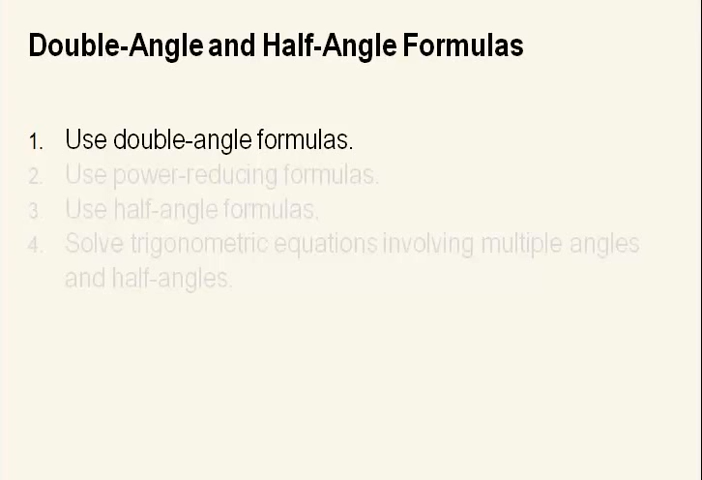 Double-Angle and Half-Angle Formulas
1. Use double-angle formulas.
2. Use power-reducing formulas.
3. Use half-angle formulas.
4. Solve trigonometric equations involving multiple angles
and half-angles.